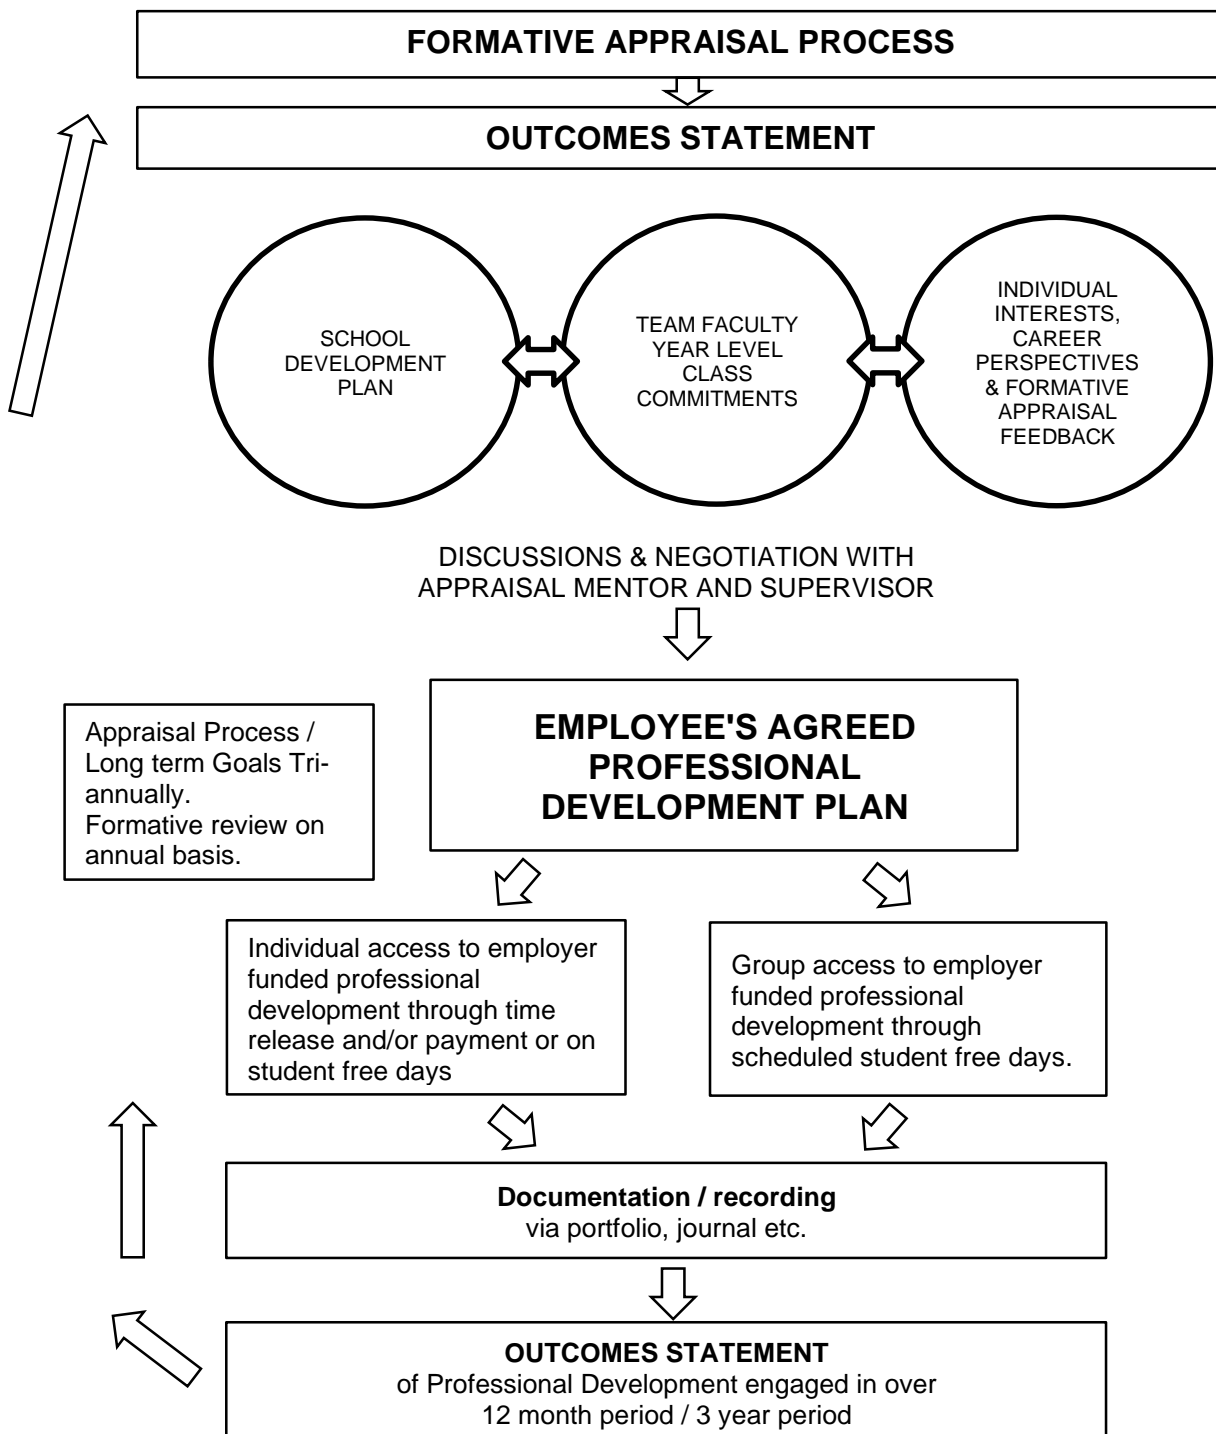 FORMATIVE APPRAISAL PROCESS
OUTCOMES STATEMENT
SCHOOL
DEVELOPMENT
PLAN
TEAM FACULTY
YEAR LEVEL
CLASS
COMMITMENTS
INDIVIDUAL
INTERESTS,
CAREER
PERSPECTIVES
& FORMATIVE
APPRAISAL
FEEDBACK
DISCUSSIONS & NEGOTIATION WITH
APPRAISAL MENTOR AND SUPERVISOR
EMPLOYEE'S AGREED
PROFESSIONAL
DEVELOPMENT PLAN
Appraisal Process /
Long term Goals Tri-
annually.
Formative review on
annual basis.
Individual access to employer
funded professional
development through time
release and/or payment or on
student free days
Group access to employer
funded professional
development through
scheduled student free days.
Documentation / recording
via portfolio, journal etc.
OUTCOMES STATEMENT
of Professional Development engaged in over
12 month period / 3 year period